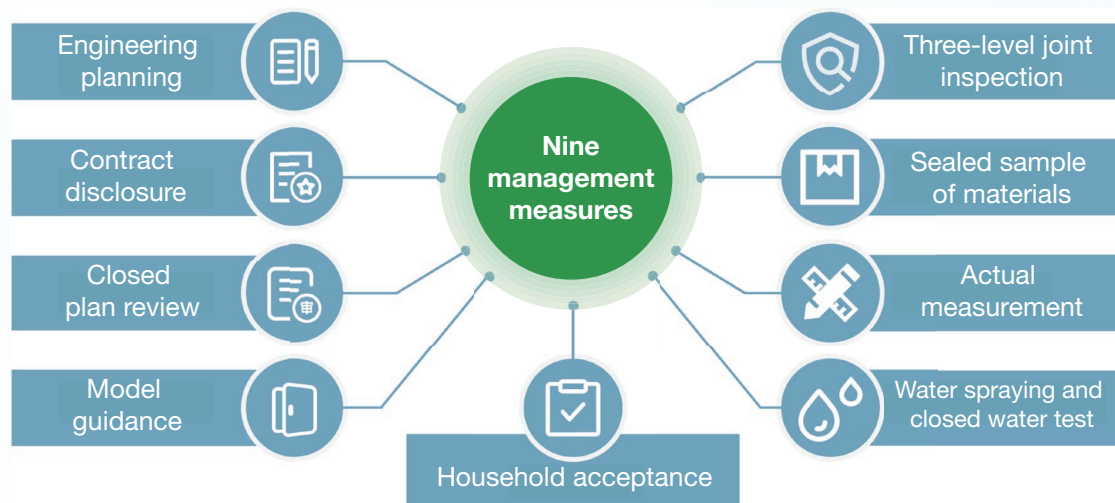 Engineering
planning
Contract
disclosure
Closed
plan review
Model
guidance
Nine
management
measures
Household acceptance
Three-level joint
inspection
Sealed sample
of materials
Actual
measurement
Water spraying and
closed water test